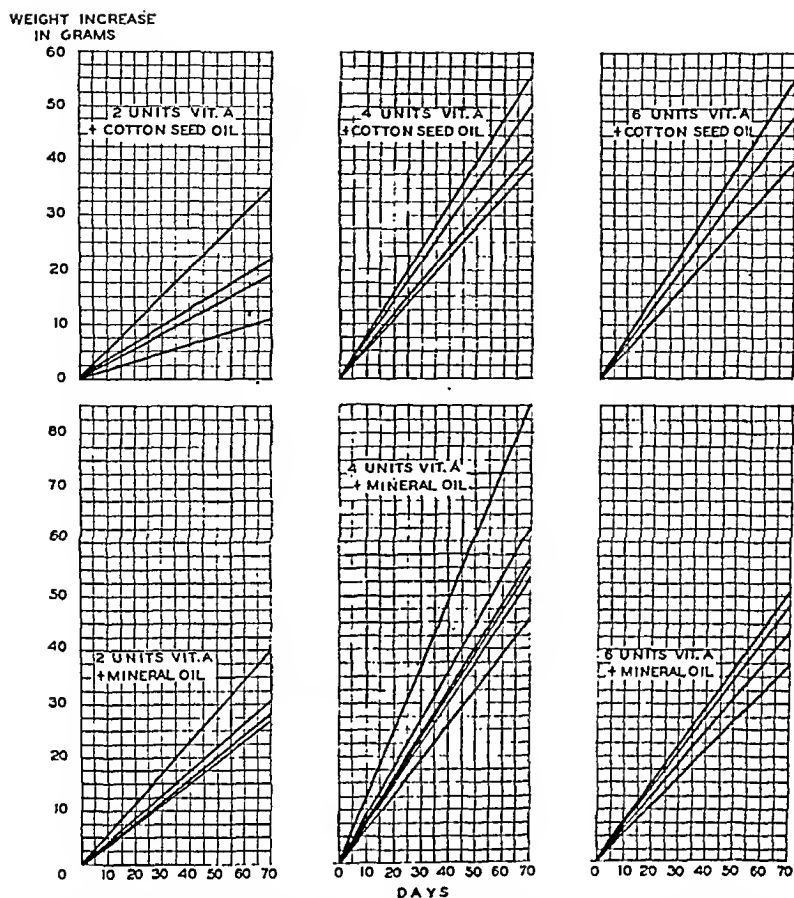 WEIGHT INCREASE
IN GRAMS
60
50
40
30
20
10
0
2 UNITS VIT. A
+ COTTON SEED OIL
4 UNITS VIT. A
+ COTTON SEED OIL
6 UNITS VIT. A
+ COTTON SEED OIL
80
70
60
50
40
30
20
10
0
2 UNITS VIT. A
+ MINERAL OIL
4 UNITS VIT. A
+ MINERAL OIL
6 UNITS VIT. A
+ MINERAL OIL
10 20 30 40 50 60 70
0 10 20 30 40 50 60 70
0 10 20 30 40 50 60 70
DAYS